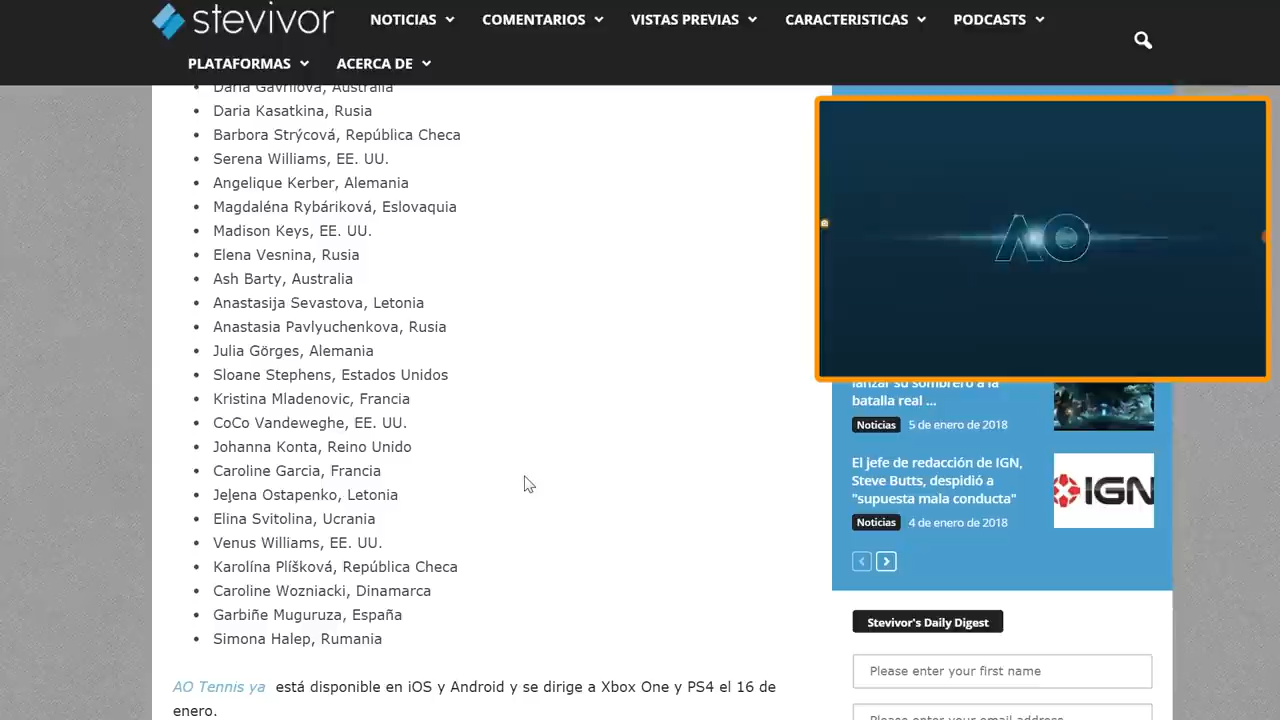 stevivor
NOTICIAS
COMENTARIOS
VISTAS PREVIAS
CARACTERISTICAS
PODCASTS
PLATAFORMAS
ACERCA DE
Daria Gavrilova, Australia
Daria Kasatkina, Rusia
Barbora Strýcová, República Checa
Serena Williams, EE. UU.
Angelique Kerber, Alemania
Magdaléna Rybáriková, Eslovaquia
Madison Keys, EE. UU.
Elena Vesnina, Rusia
Ash Barty, Australia
Anastasija Sevastova, Letonia
Anastasia Pavlyuchenkova, Rusia
Julia Görges, Alemania
Sloane Stephens, Estados Unidos
Kristina Mladenovic, Francia
CoCo Vandeweghe, EE. UU.
Johanna Konta, Reino Unido
Caroline Garcia, Francia
Jeļena Ostapenko, Letonia
Elina Svitolina, Ucrania
Venus Williams, EE. UU.
Karolína Plíšková, República Checa
Caroline Wozniacki, Dinamarca
Garbiñe Muguruza, España
Simona Halep, Rumania
AO Tennis ya está disponible en iOS y Android y se dirige a Xbox One y PS4 el 16 de
enero.
AO
lanzar su sombrero a la
batalla real ...
Noticias 5 de enero de 2018
El jefe de redacción de IGN,
Steve Butts, despidió a
"supuesta mala conducta"
Noticias 4 de enero de 2018
IGN
Stevivor's Daily Digest
Please enter your first name
Please enter your email address